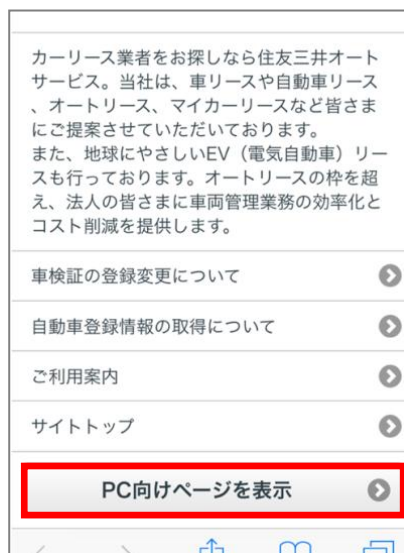 カーリース業者をお探しなら住友三井オート
サービス。当社は、車リースや自動車リース
、オートリース、マイカーリースなど皆さま
にご提案させていただいております。
また、地球にやさしいEV（電気自動車）リー
スも行っております。オートリースの枠を超
え、法人の皆さまに車両管理業務の効率化と
コスト削減を提供します。
車検証の登録変更について
自動車登録情報の取得について
ご利用案内
サイトトップ
PC向けページを表示